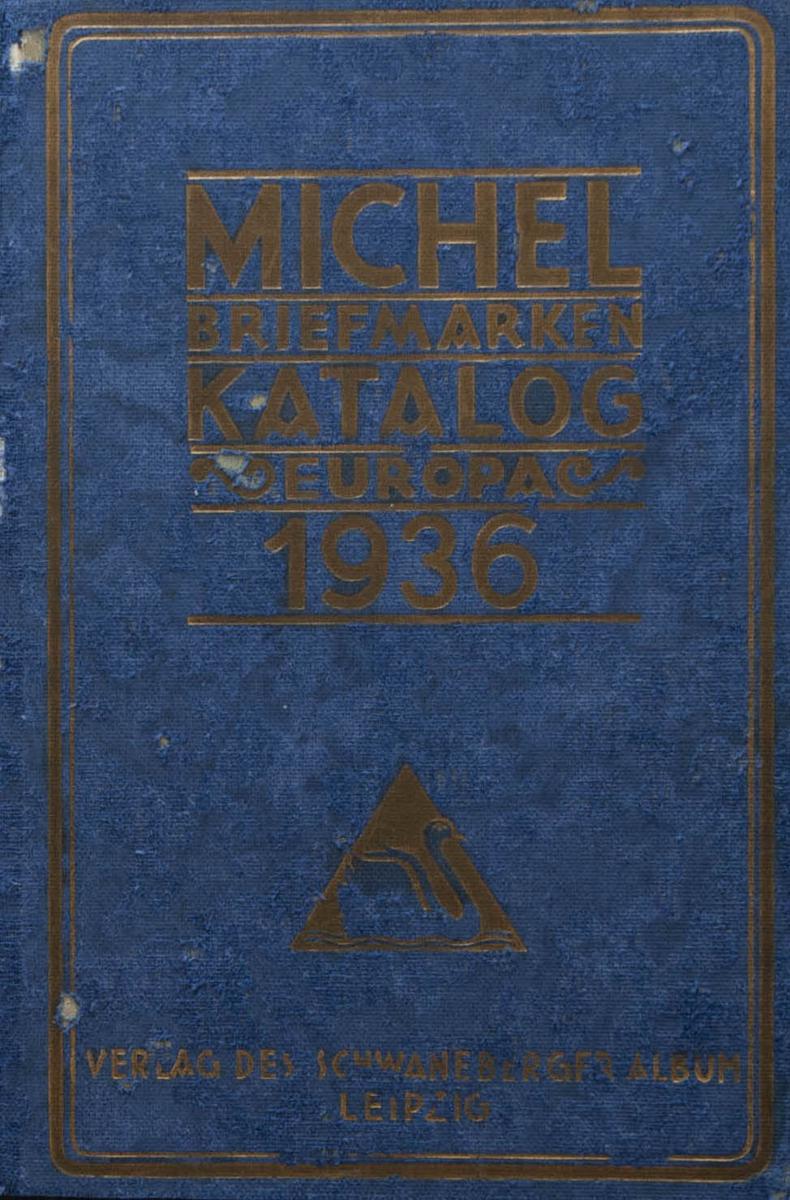 MICHEL
BRIEFMARKEN
KATALOG
EUROPA
1936
VERLAG DES SCHWANEBERGER ALBUM
LEIPZIG